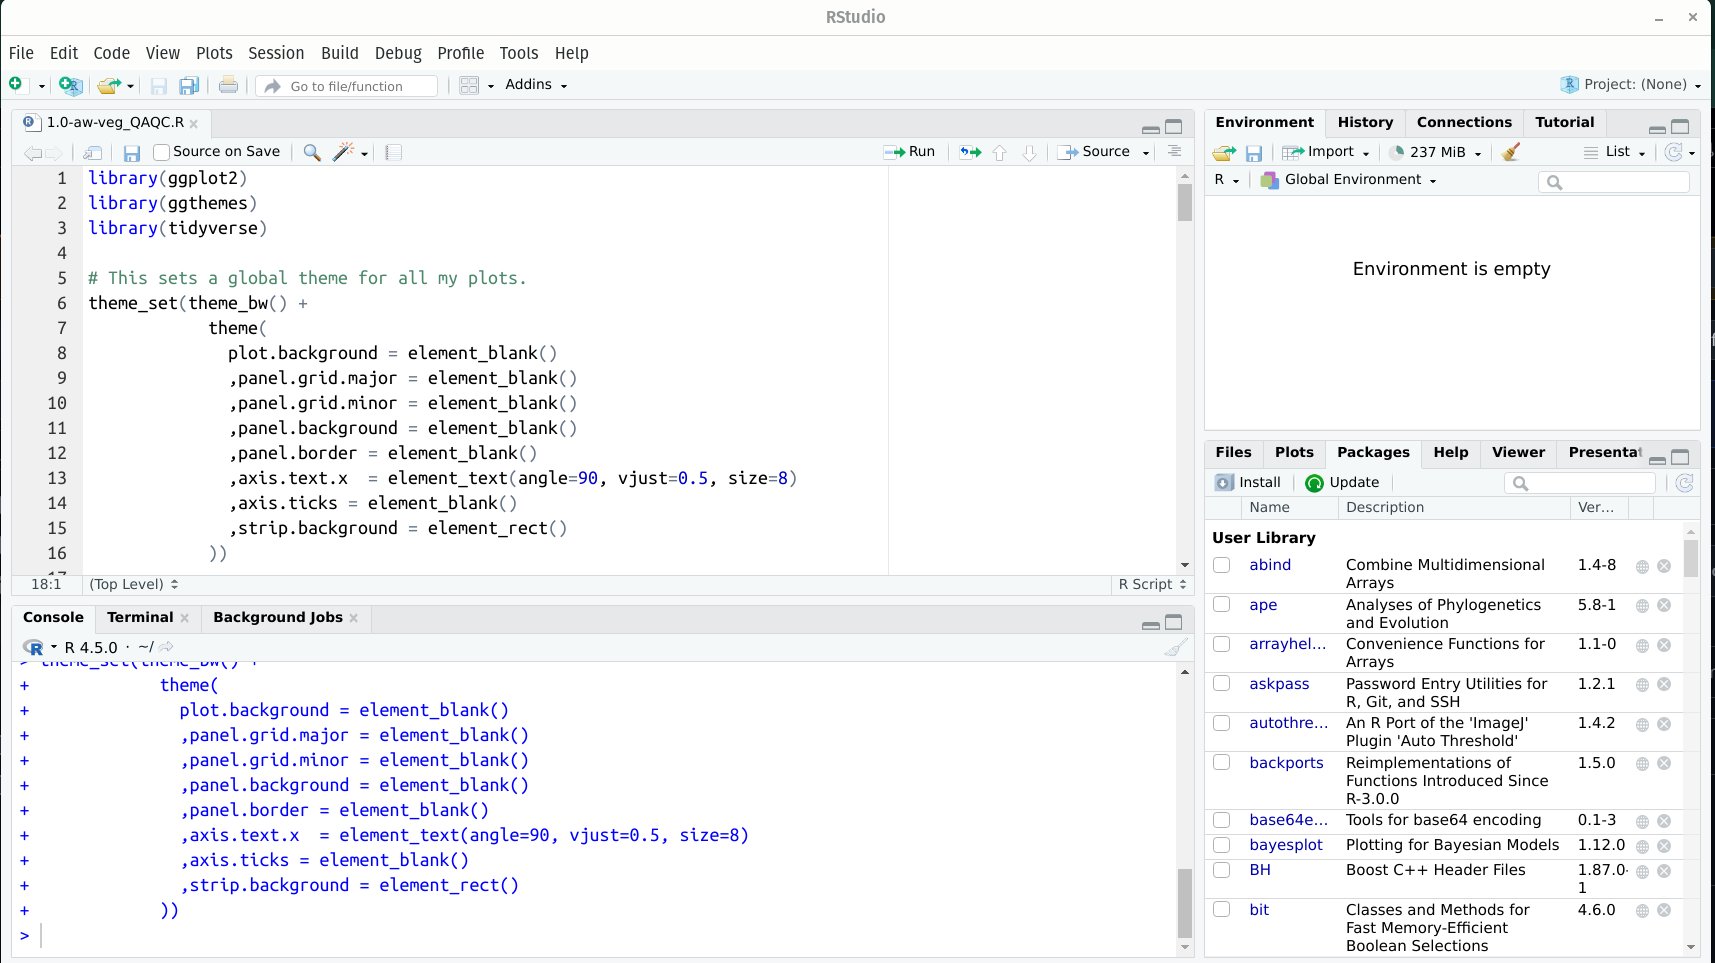 RStudio
File Edit Code View Plots Session Build Debug Profile Tools Help
Go to file/function Addins Project: (None)
1.0-aw-veg_QAQC.R
Source on Save Run Source
1 library(ggplot2)
2 library(ggthemes)
3 library(tidyverse)
4
5 # This sets a global theme for all my plots.
6 theme_set(theme_bw() +
7 theme(
8 plot.background = element_blank()
9 ,panel.grid.major = element_blank()
10 ,panel.grid.minor = element_blank()
11 ,panel.background = element_blank()
12 ,panel.border = element_blank()
13 ,axis.text.x  = element_text(angle=90, vjust=0.5, size=8)
14 ,axis.ticks = element_blank()
15 ,strip.background = element_rect()
16 ))
18:1 (Top Level) R Script
Console Terminal Background Jobs
R 4.5.0 · ~/
> theme_set(theme_bw() +
+ theme(
+ plot.background = element_blank()
+ ,panel.grid.major = element_blank()
+ ,panel.grid.minor = element_blank()
+ ,panel.background = element_blank()
+ ,panel.border = element_blank()
+ ,axis.text.x  = element_text(angle=90, vjust=0.5, size=8)
+ ,axis.ticks = element_blank()
+ ,strip.background = element_rect()
+ ))
>
Environment History Connections Tutorial
Import 237 MiB List
R Global Environment
Environment is empty
Files Plots Packages Help Viewer Presentat
Install Update
Name Description Ver...
User Library
abind Combine Multidimensional 1.4-8
Arrays
ape Analyses of Phylogenetics 5.8-1
and Evolution
arrayhel... Convenience Functions for 1.1-0
Arrays
askpass Password Entry Utilities for 1.2.1
R, Git, and SSH
autothre... An R Port of the 'ImageJ' 1.4.2
Plugin 'Auto Threshold'
backports Reimplementations of 1.5.0
Functions Introduced Since
R-3.0.0
base64e... Tools for base64 encoding 0.1-3
bayesplot Plotting for Bayesian Models 1.12.0
BH Boost C++ Header Files 1.87.0-
1
bit Classes and Methods for 4.6.0
Fast Memory-Efficient
Boolean Selections